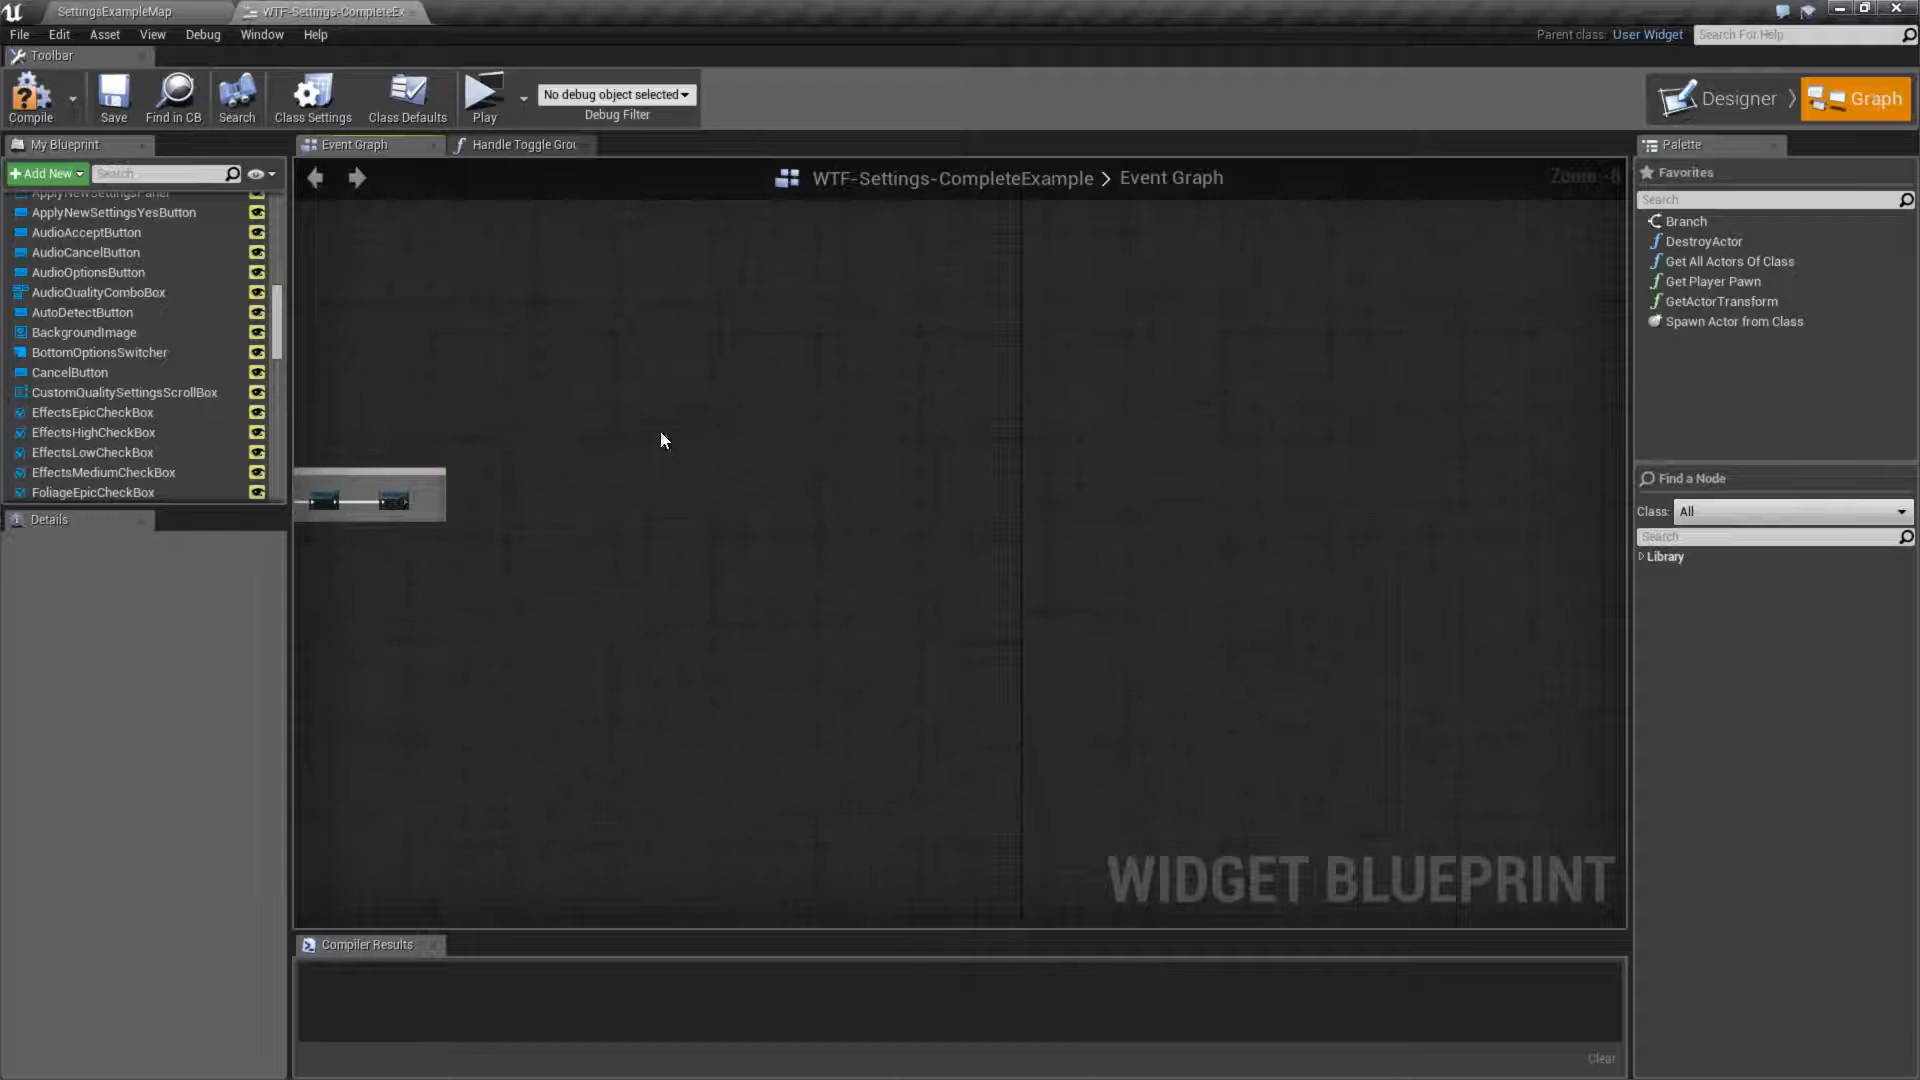 SettingsExampleMap
WTF-Settings-CompleteEx
File Edit Asset View Debug Window Help
Parent class: User Widget
Search For Help
Toolbar
Compile
Save
Find in CB
Search
Class Settings
Class Defaults
Play
No debug object selected
Debug Filter
Designer
Graph
My Blueprint
Add New
Search
ApplyNewSettingsPanel
ApplyNewSettingsYesButton
AudioAcceptButton
AudioCancelButton
AudioOptionsButton
AudioQualityComboBox
AutoDetectButton
BackgroundImage
BottomOptionsSwitcher
CancelButton
CustomQualitySettingsScrollBox
EffectsEpicCheckBox
EffectsHighCheckBox
EffectsLowCheckBox
EffectsMediumCheckBox
FoliageEpicCheckBox
Details
Event Graph
Handle Toggle Grou
WTF-Settings-CompleteExample > Event Graph
Zoom -8
WIDGET BLUEPRINT
Compiler Results
Clear
Palette
Favorites
Search
Branch
DestroyActor
Get All Actors Of Class
Get Player Pawn
GetActorTransform
Spawn Actor from Class
Find a Node
Class: All
Search
Library